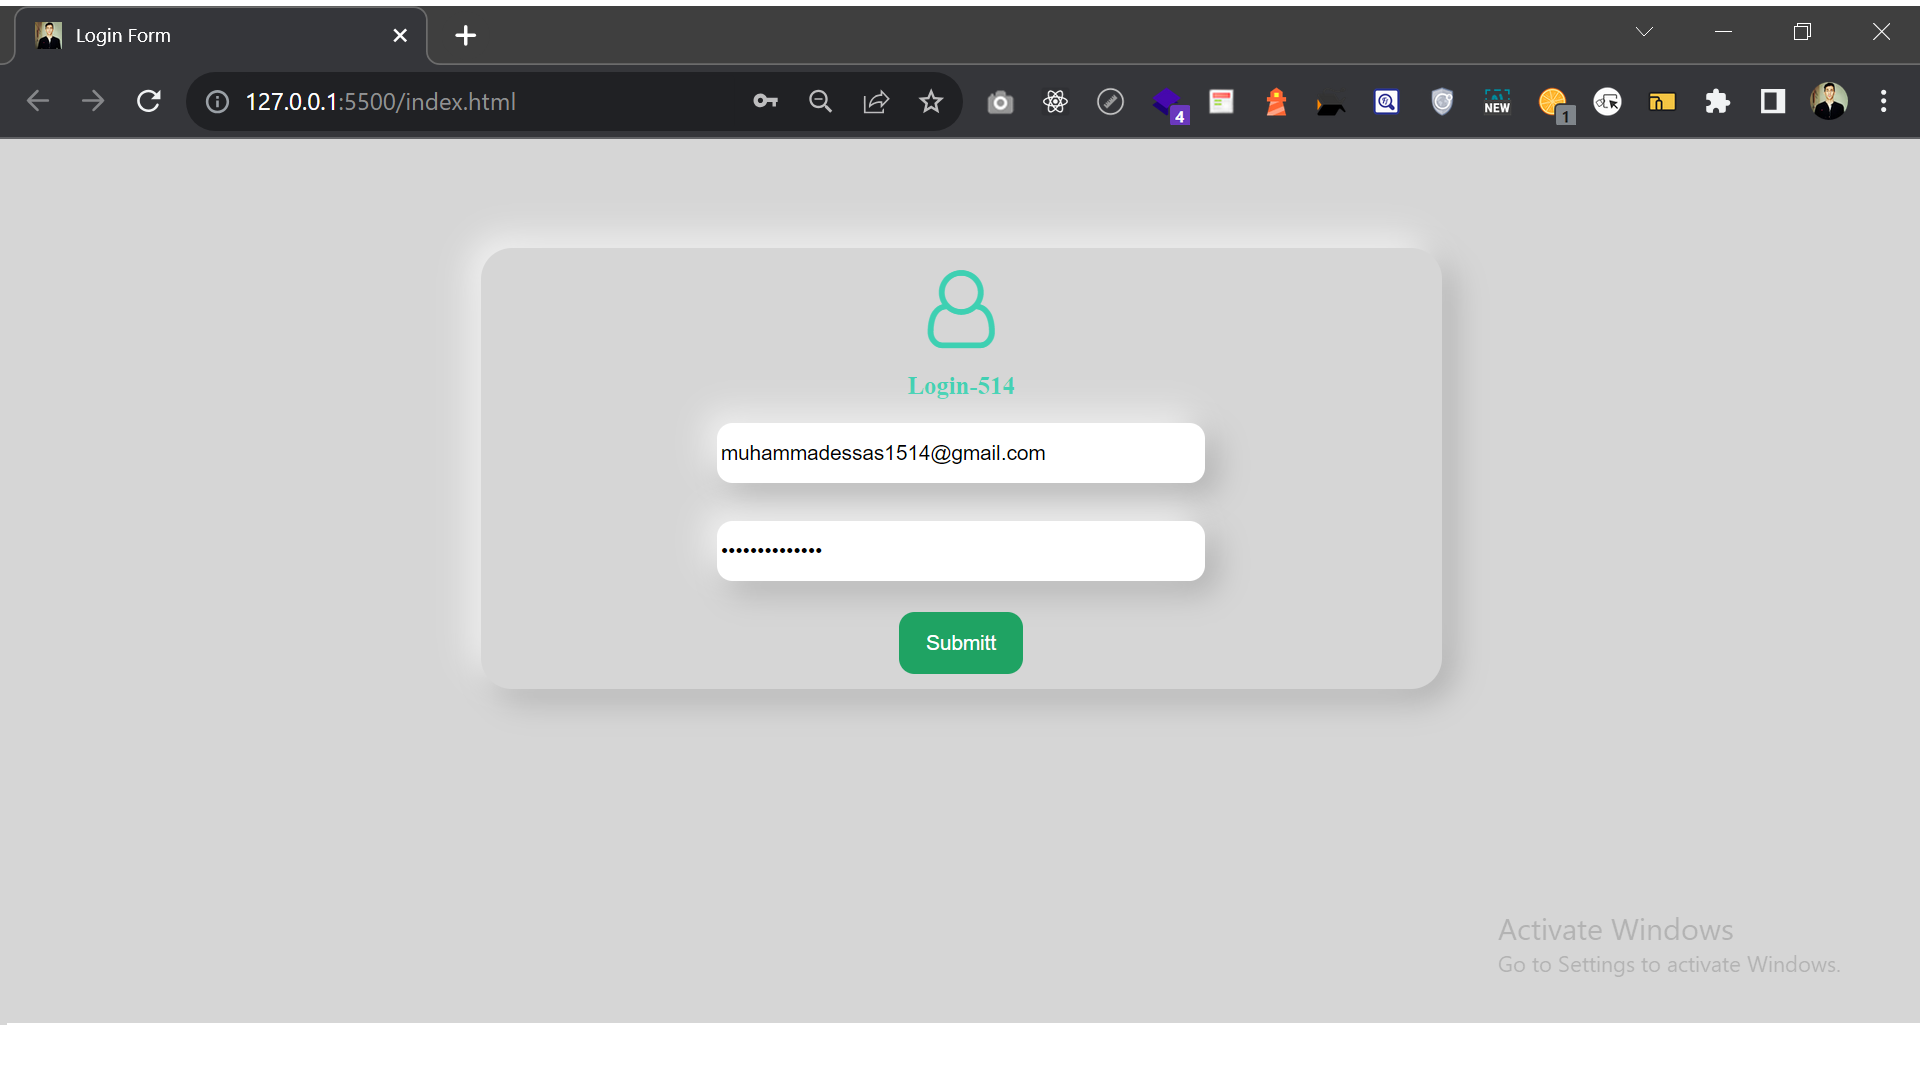 Login Form
127.0.0.1:5500/index.html
4
NEW
1
Login-514
muhammadessas1514@gmail.com
••••••••••••••
Submitt
Activate Windows
Go to Settings to activate Windows.